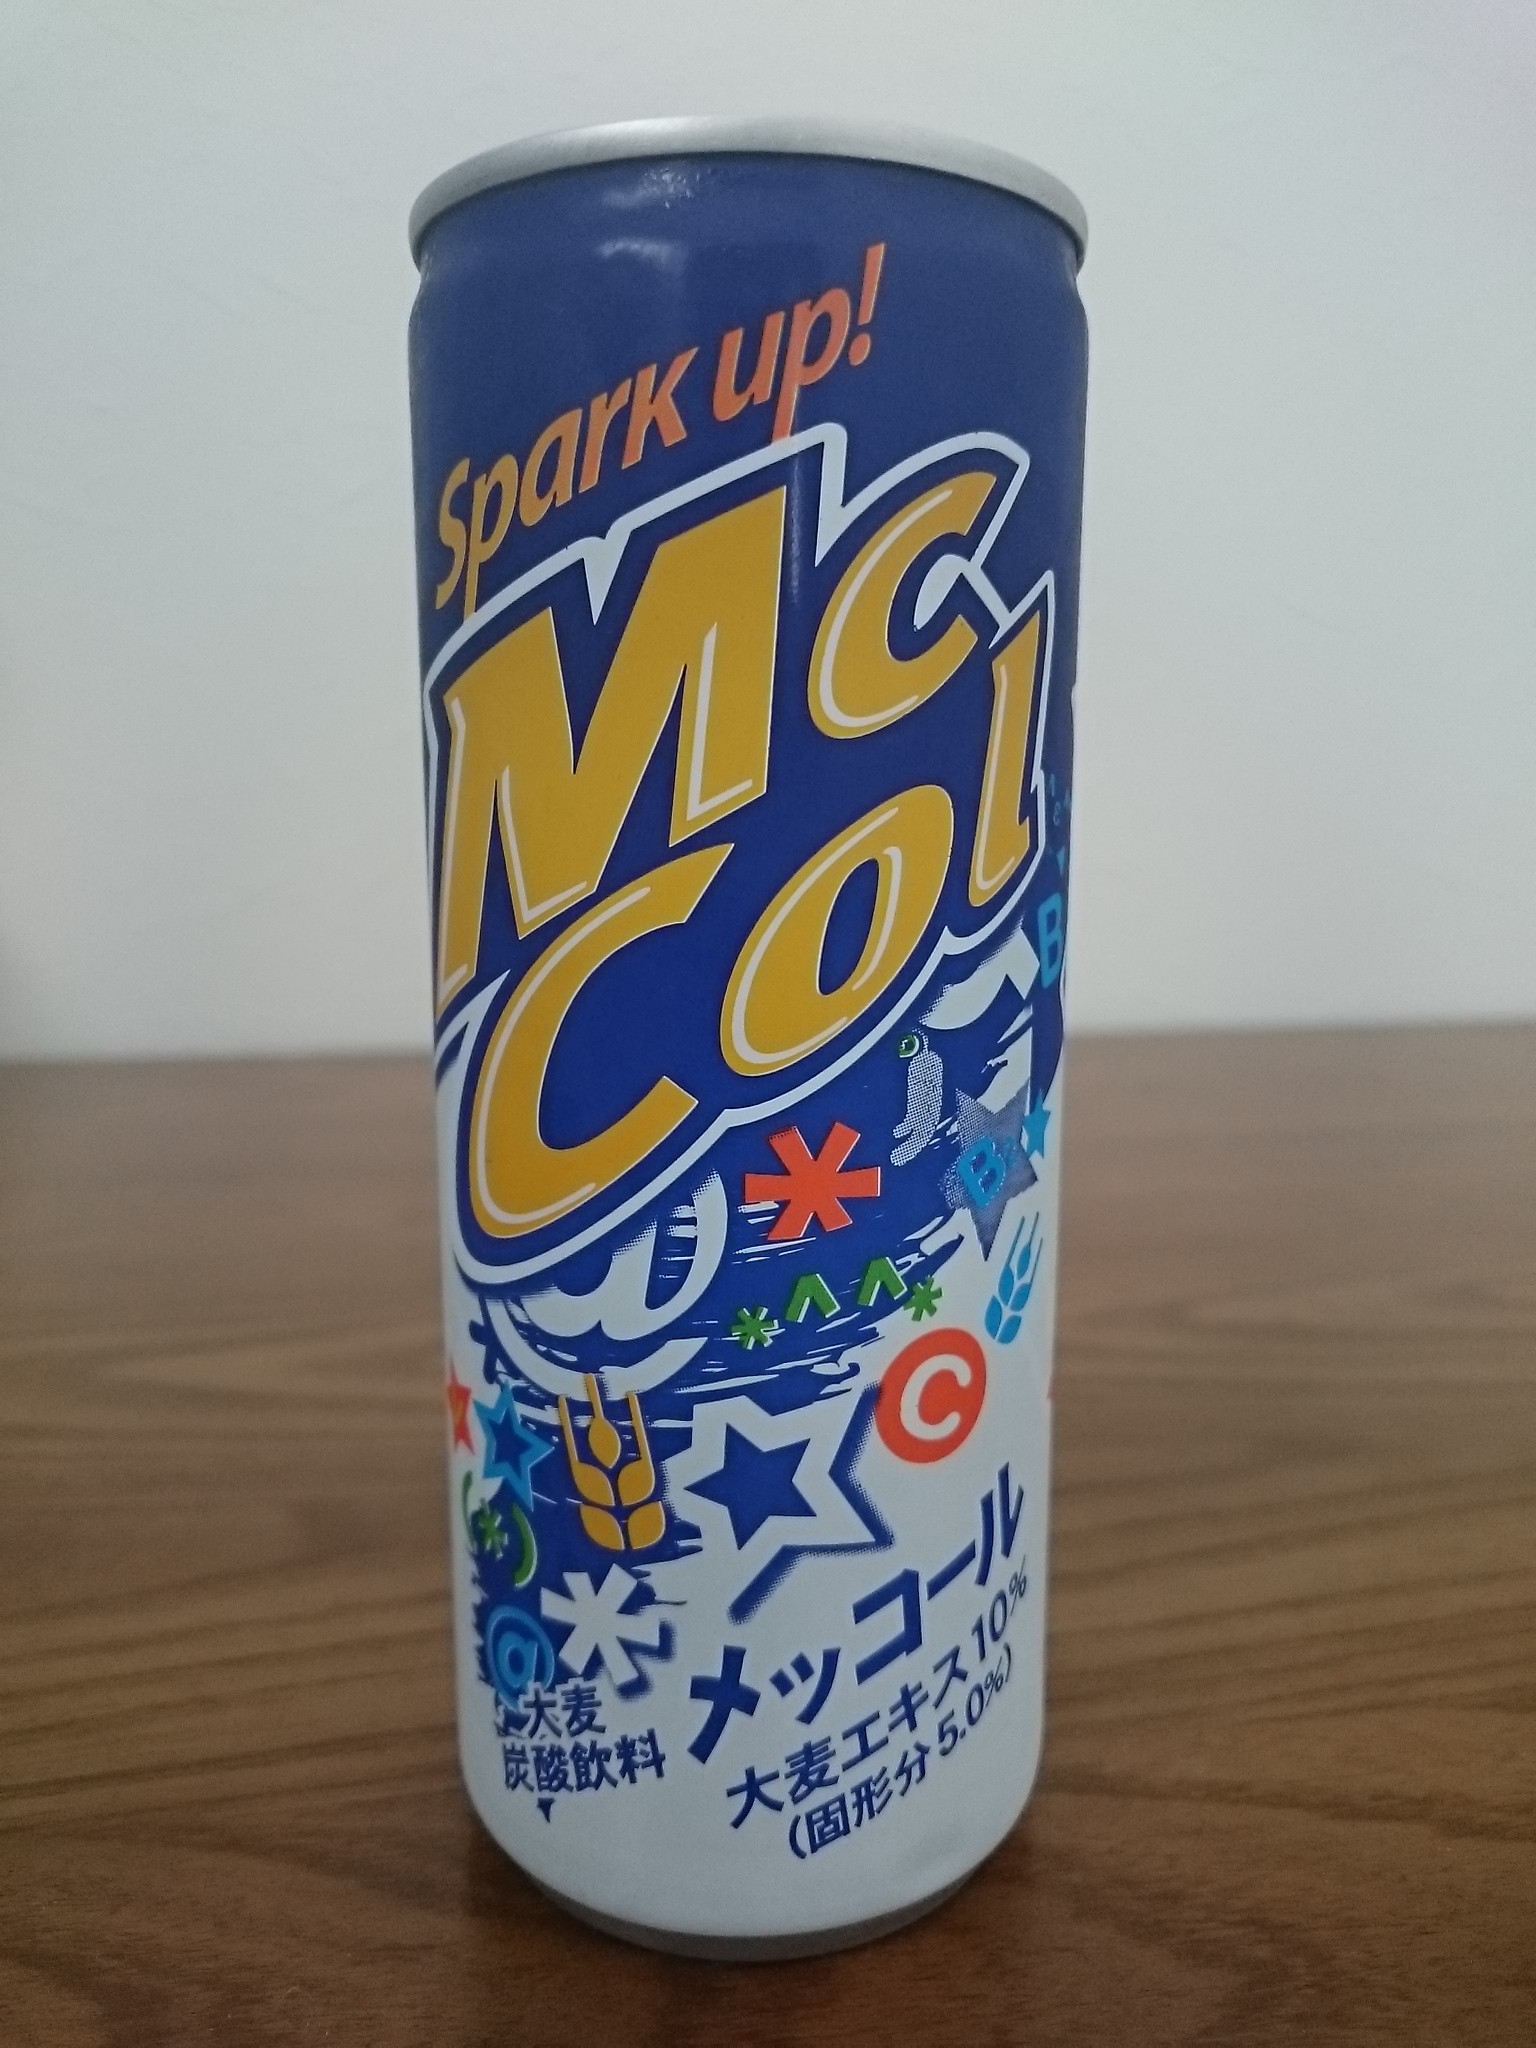 Spark up!
Mc
Col
B
B2
*^^*
C
(*)
@
メッコール
大麦エキス10%
(固形分5.0%)
大麦
炭酸飲料